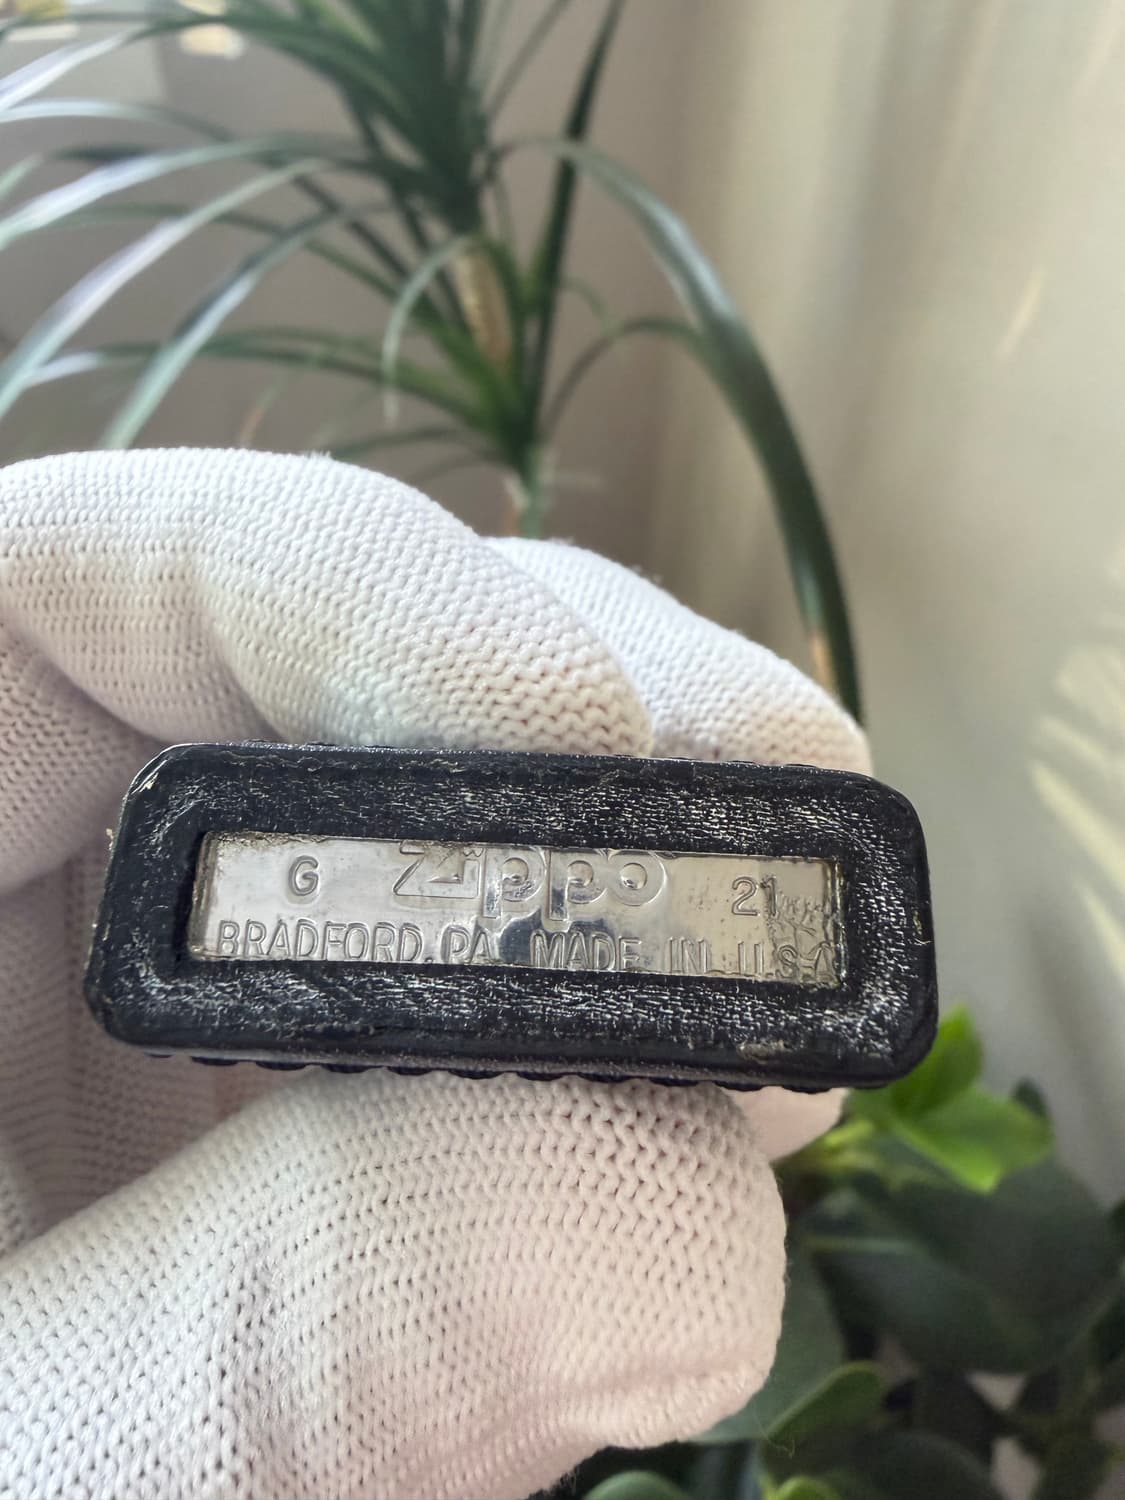 G Zippo 21
BRADFORD, PA. MADE IN U.S.A